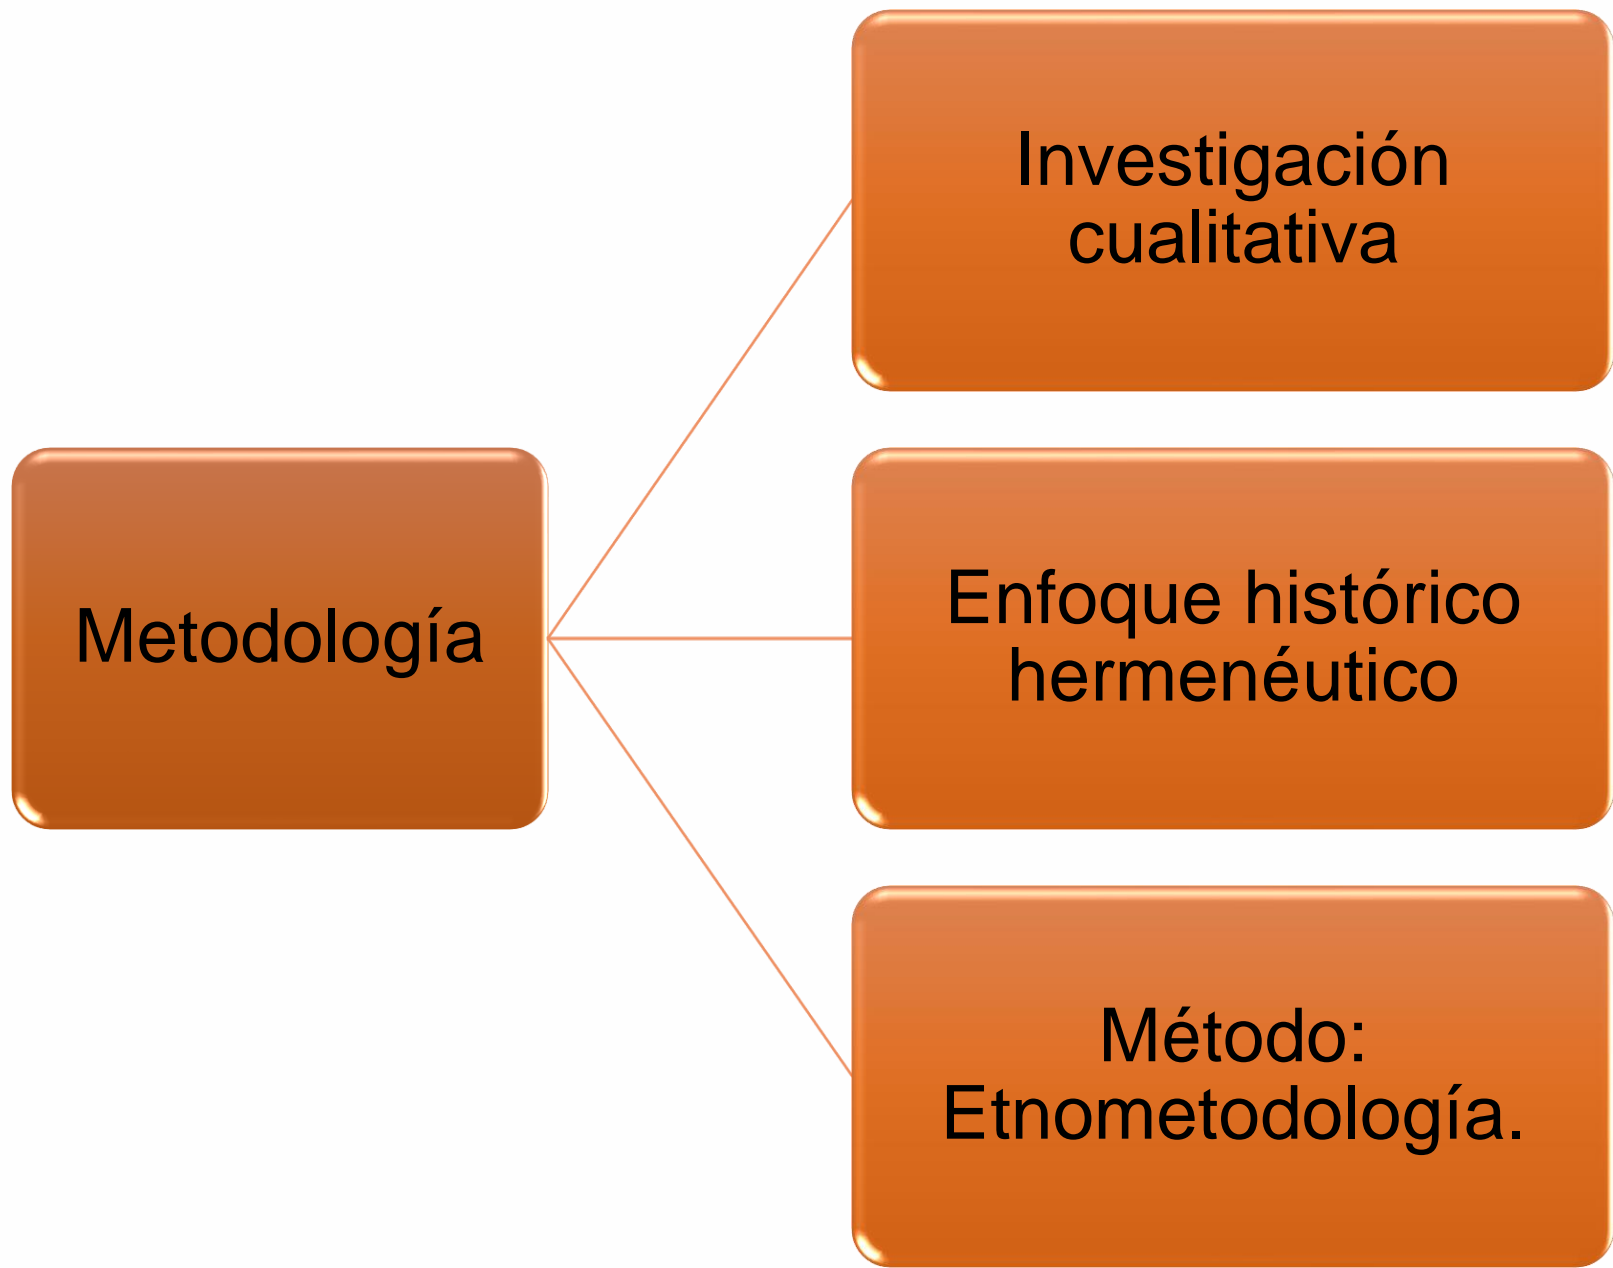 Investigación
cualitativa
Metodología
Enfoque histórico
hermenéutico
Método:
Etnometodología.